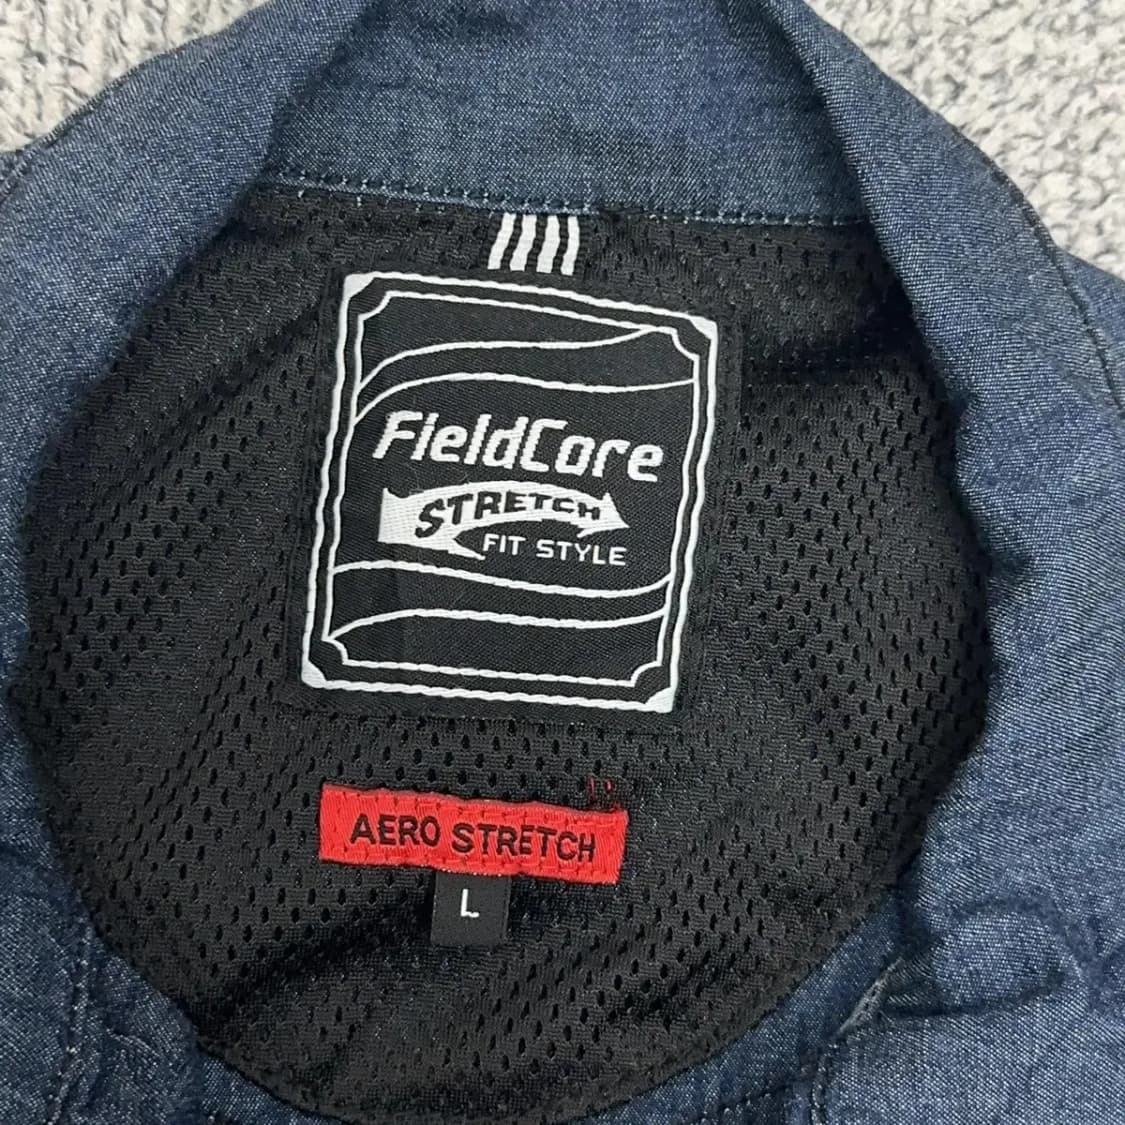 FieldCore
STRETCH
FIT STYLE
AERO STRETCH
L